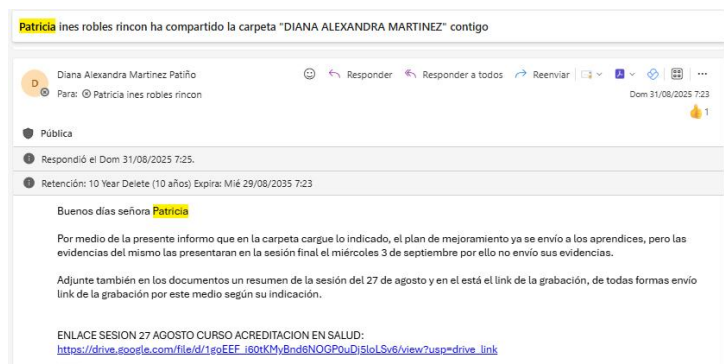 Patricia ines robles rincon ha compartido la carpeta "DIANA ALEXANDRA MARTINEZ" contigo
D
Diana Alexandra Martinez Patiño
Responder
Responder a todos
Reenviar
Para: Patricia ines robles rincon
Dom 31/08/2025 7:23
👍 1
Pública
Respondió el Dom 31/08/2025 7:25.
Retención: 10 Year Delete (10 años) Expira: Mié 29/08/2035 7:23
Buenos días señora Patricia
Por medio de la presente informo que en la carpeta cargue lo indicado, el plan de mejoramiento ya se envío a los aprendices, pero las
evidencias del mismo las presentaran en la sesión final el miércoles 3 de septiembre por ello no envío sus evidencias.
Adjunte también en los documentos un resumen de la sesión del 27 de agosto y en el está el link de la grabación, de todas formas envío
link de la grabación por este medio según su indicación.
ENLACE SESION 27 AGOSTO CURSO ACREDITACION EN SALUD:
https://drive.google.com/file/d/1goEEF_i60tKMyBnd6NOGP0uDj5loLSv6/view?usp=drive_link